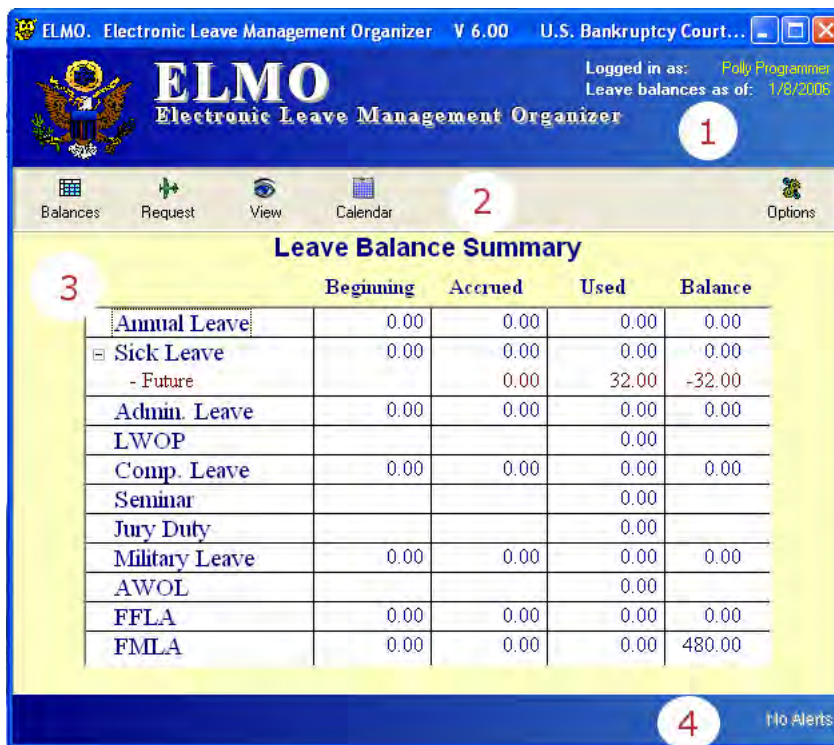 ELMO. Electronic Leave Management Organizer V 6.00 U.S. Bankruptcy Court...
ELMO
Electronic Leave Management Organizer
Logged in as: Polly Programmer
Leave balances as of: 1/8/2006
1
Balances Request View Calendar 2 Options
Leave Balance Summary
3
Beginning Accrued Used Balance
Annual Leave 0.00 0.00 0.00 0.00
Sick Leave 0.00 0.00 0.00 0.00
- Future 0.00 32.00 -32.00
Admin. Leave 0.00 0.00 0.00 0.00
LWOP 0.00
Comp. Leave 0.00 0.00 0.00 0.00
Seminar 0.00
Jury Duty 0.00
Military Leave 0.00 0.00 0.00 0.00
AWOL 0.00
FFLA 0.00 0.00 0.00 0.00
FMLA 0.00 0.00 0.00 480.00
4
No Alerts